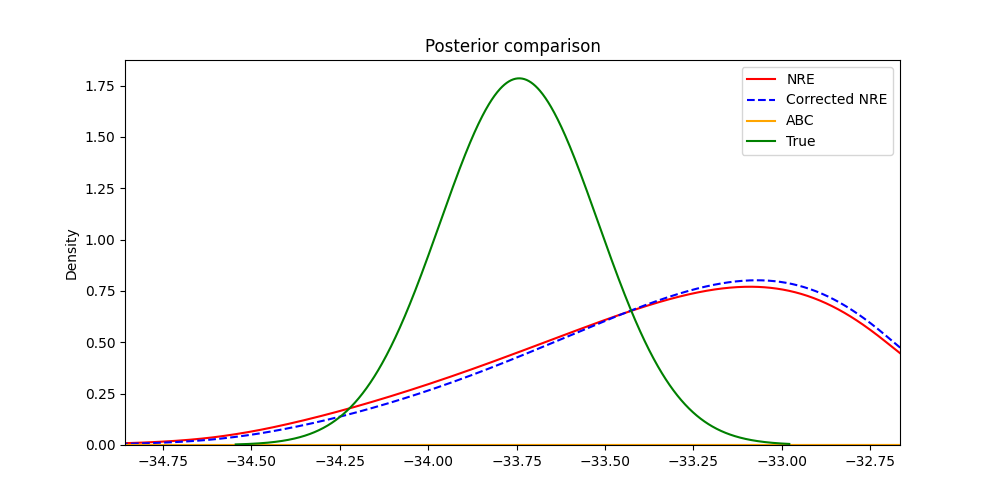 Posterior comparison
NRE
Corrected NRE
ABC
True
Density
1.75
1.50
1.25
1.00
0.75
0.50
0.25
0.00
−34.75 −34.50 −34.25 −34.00 −33.75 −33.50 −33.25 −33.00 −32.75